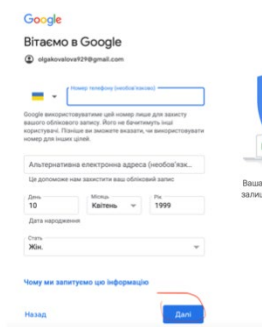 Google
Вітаємо в Google
olgakovalova929@gmail.com
Номер телефону (необов'язково)
Google використовуватиме цей номер лише для захисту
вашого облікового запису. Його не бачитимуть інші
користувачі. Пізніше ви зможете вказати, чи використовувати
номер для інших цілей.
Альтернативна електронна адреса (необов'язк...
Це допоможе нам захистити ваш обліковий запис
День
Місяць
Рік
10
Квітень
1999
Дата народження
Стать
Жін.
Чому ми запитуємо цю інформацію
Назад
Далі
Ваша